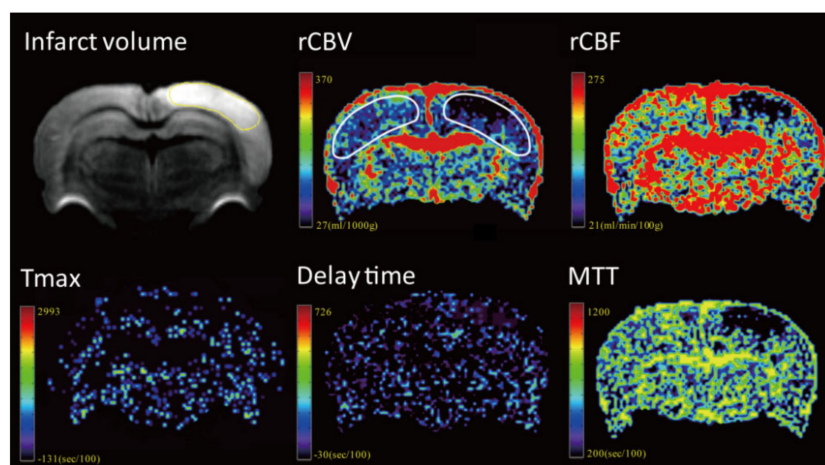 Infarct volume
rCBV
rCBF
370
27(ml/1000g)
275
21(ml/min/100g)
Tmax
Delay time
MTT
2993
-131(sec/100)
726
-30(sec/100)
1200
200(sec/100)